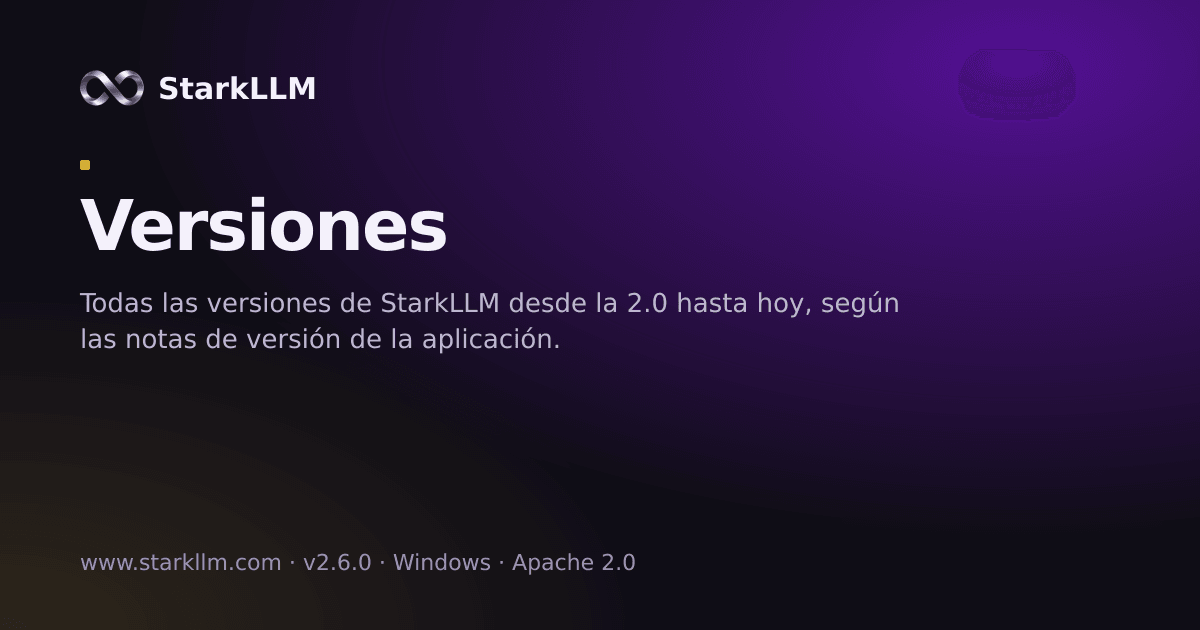 StarkLLM
Versiones
Todas las versiones de StarkLLM desde la 2.0 hasta hoy, según
las notas de versión de la aplicación.
www.starkllm.com · v2.6.0 · Windows · Apache 2.0